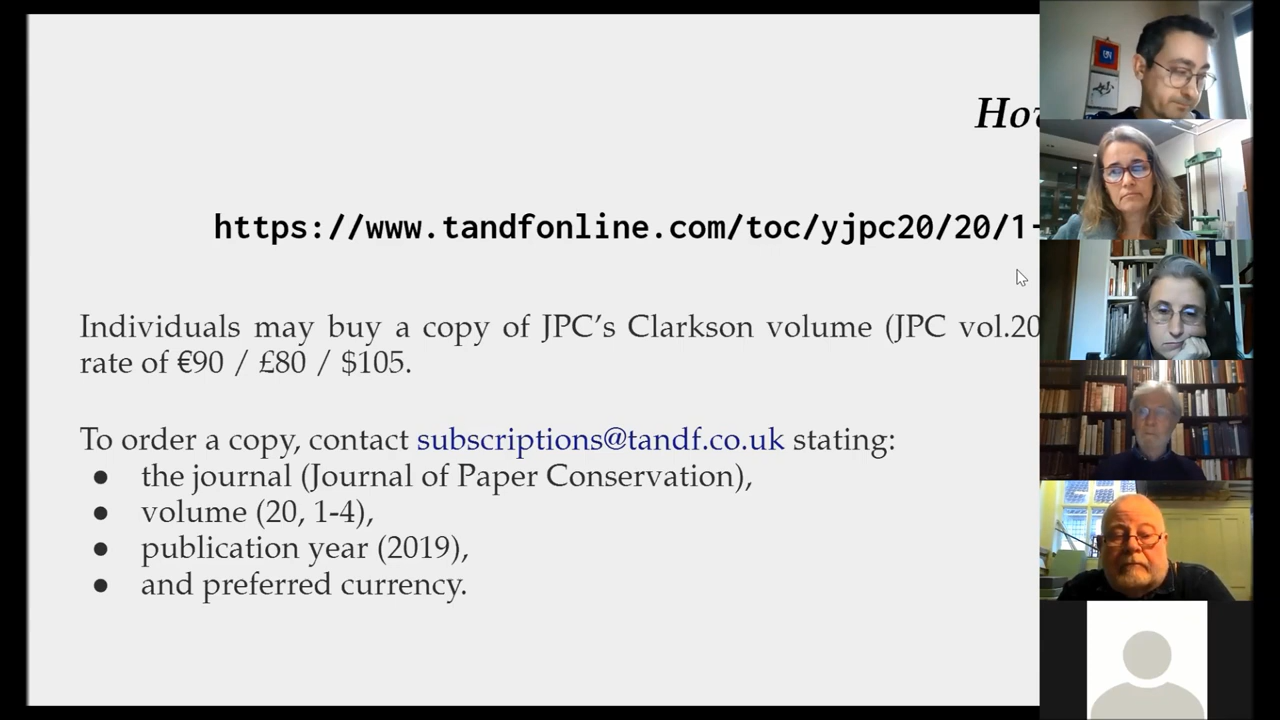 https://www.tandfonline.com/toc/yjpc20/20/1-
Individuals may buy a copy of JPC’s Clarkson volume (JPC vol.20
rate of €90 / £80 / $105.
To order a copy, contact subscriptions@tandf.co.uk stating:
● the journal (Journal of Paper Conservation),
● volume (20, 1-4),
● publication year (2019),
● and preferred currency.